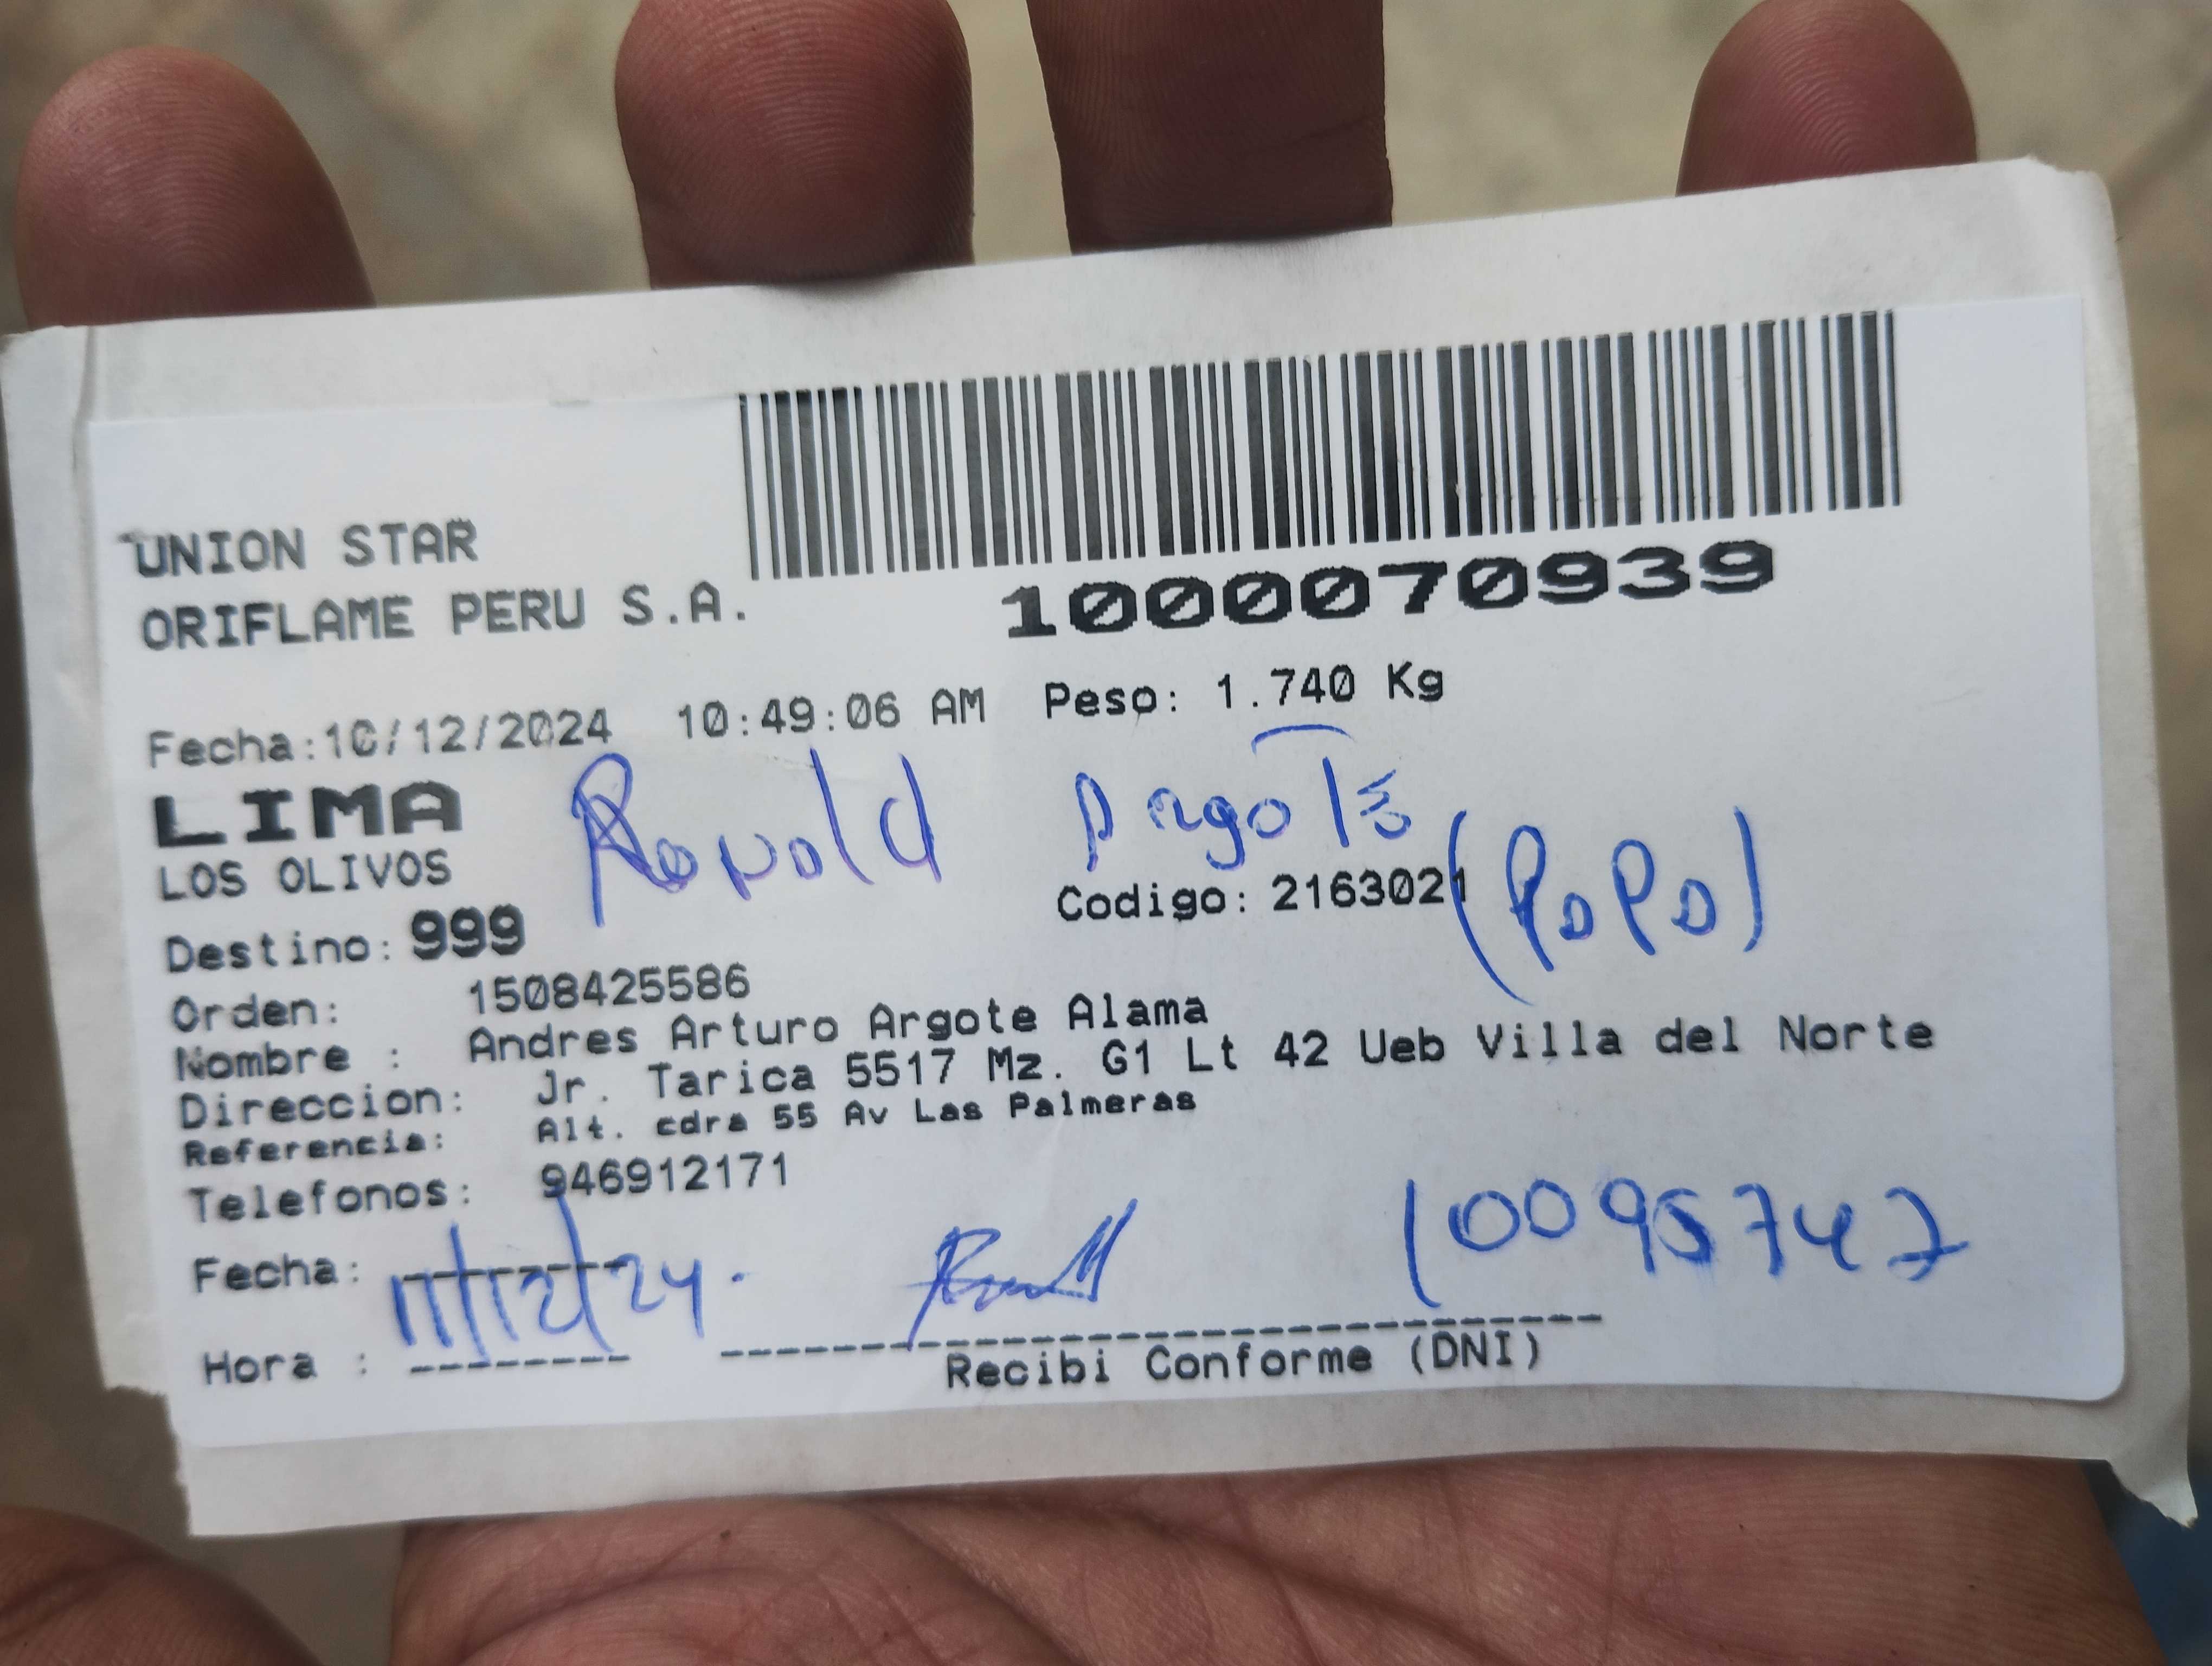 UNION STAR
ORIFLAME PERU S.A.
1000070939
Fecha:10/12/2024 10:49:06 AM Peso: 1.740 Kg
LIMA Ronald Argote
LOS OLIVOS
Codigo: 2163021 (PoPo)
Destino: 999
Orden: 1508425586
Nombre : Andres Arturo Argote Alama
Direccion: Jr. Tarica 5517 Mz. G1 Lt 42 Ueb Villa del Norte
Referencia: Alt. cdra 55 Av Las Palmeras
Telefonos: 946912171
Fecha: 11/12/24. 10095747
Hora :
Recibi Conforme (DNI)